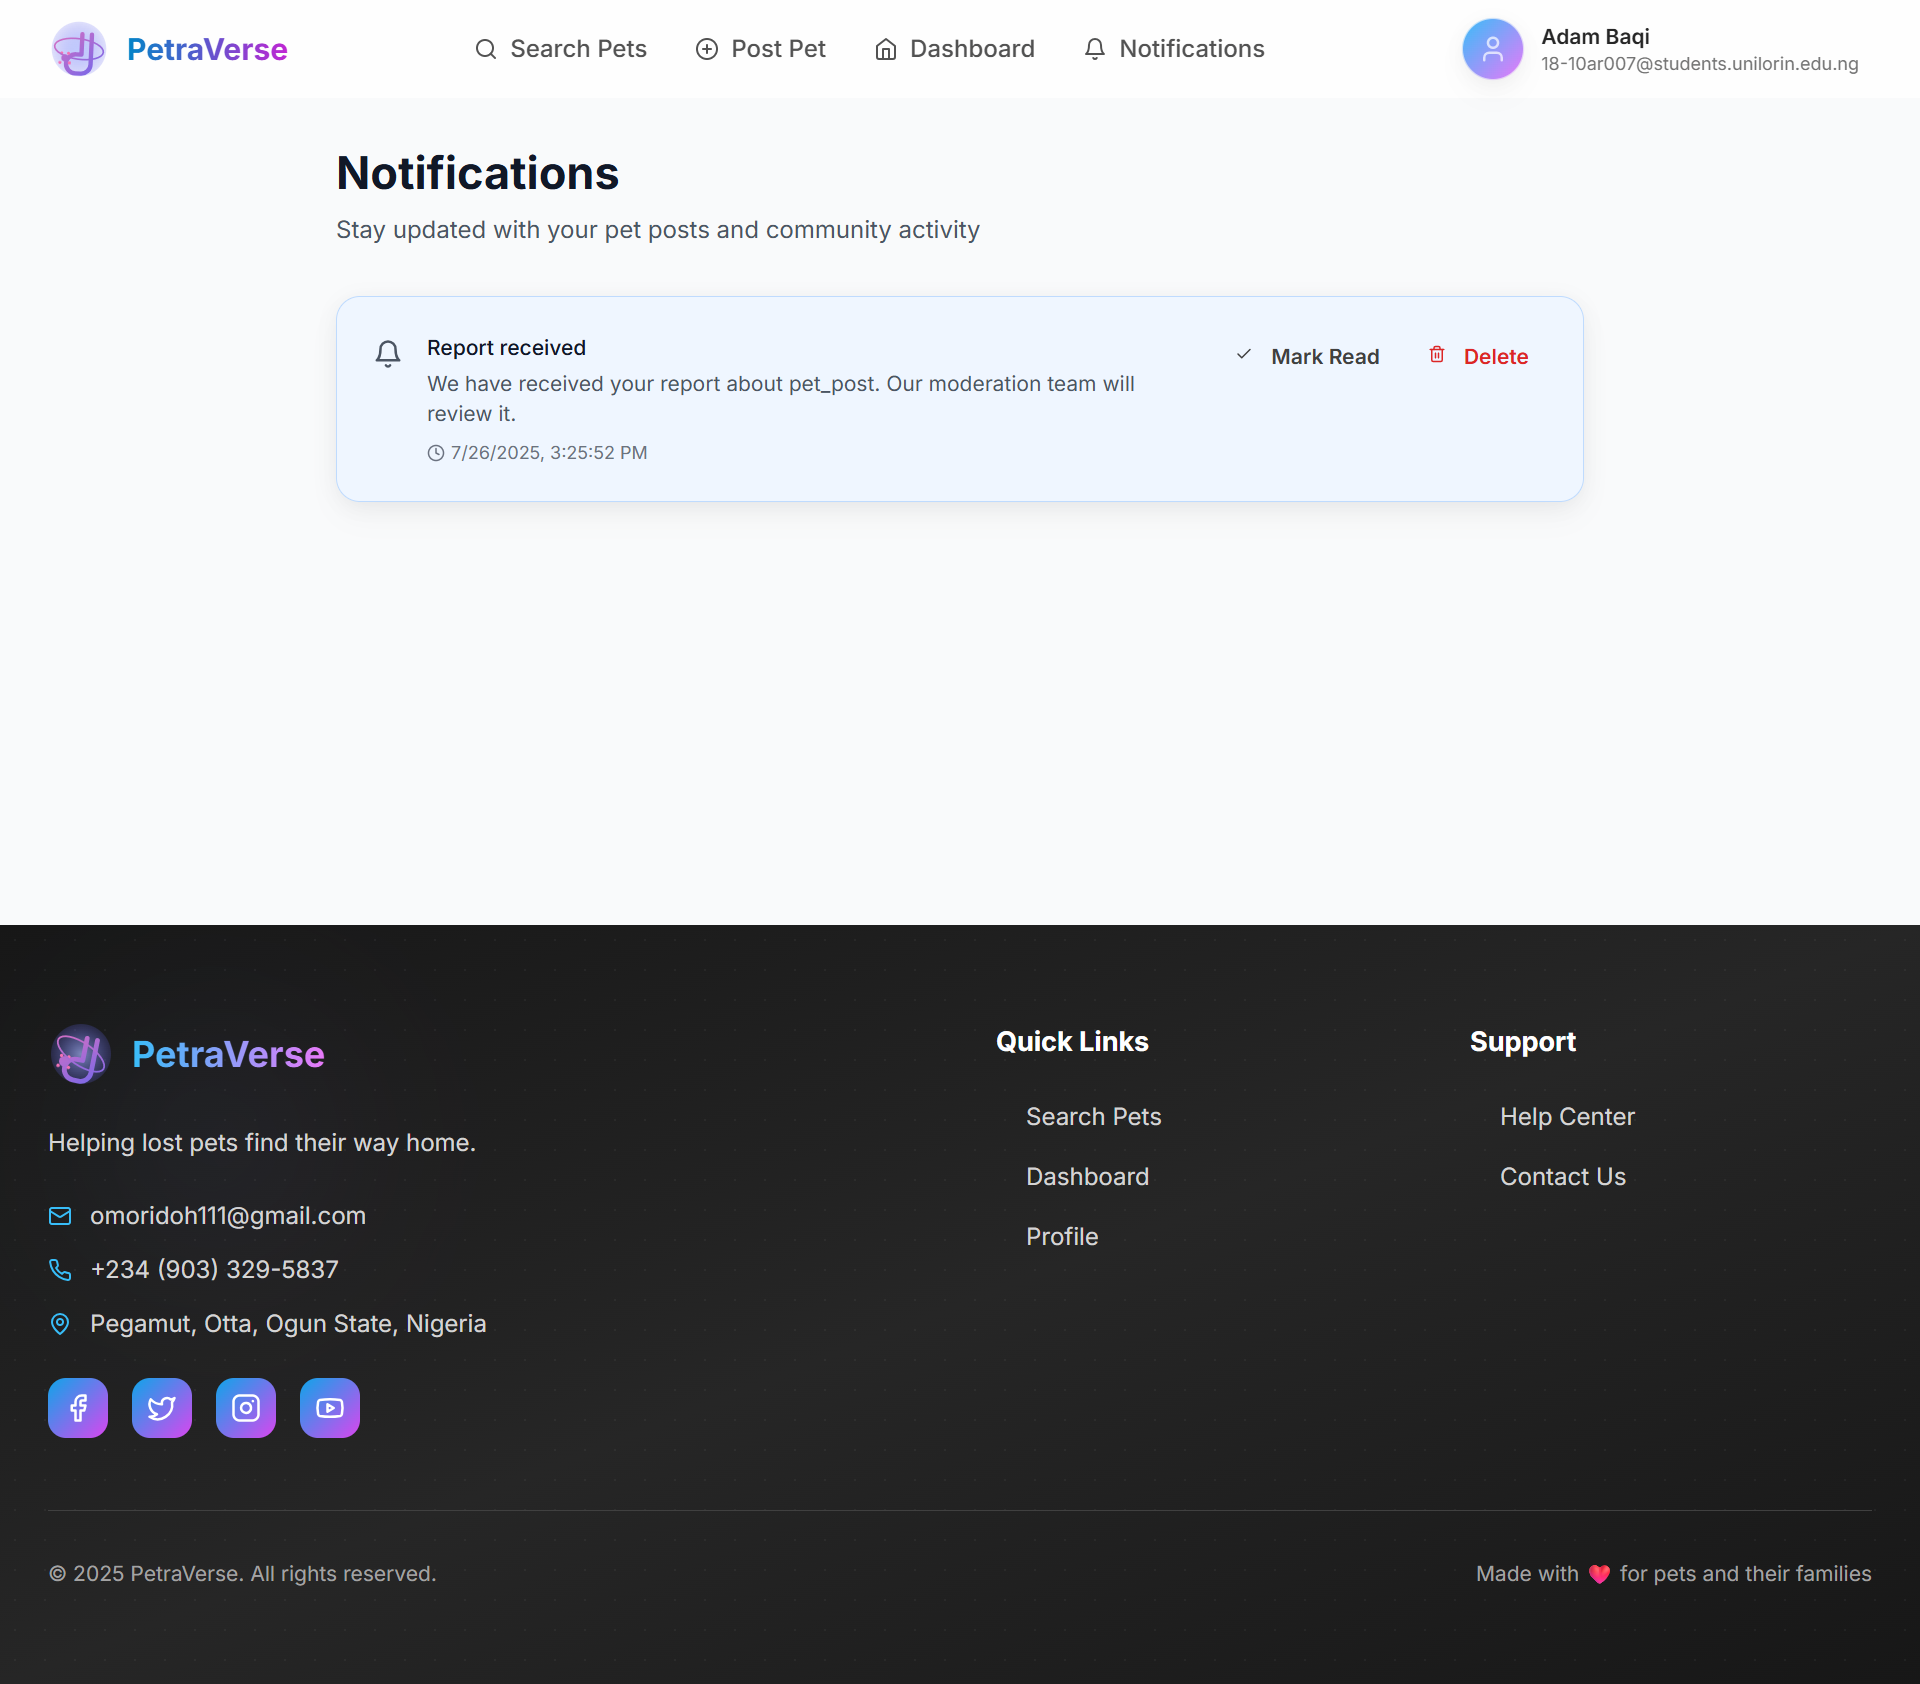 PetraVerse
Search Pets
Post Pet
Dashboard
Notifications
Adam Baqi
18-10ar007@students.unilorin.edu.ng
Notifications
Stay updated with your pet posts and community activity
Report received
We have received your report about pet_post. Our moderation team will
review it.
7/26/2025, 3:25:52 PM
Mark Read
Delete
PetraVerse
Helping lost pets find their way home.
omoridoh111@gmail.com
+234 (903) 329-5837
Pegamut, Otta, Ogun State, Nigeria
Quick Links
Search Pets
Dashboard
Profile
Support
Help Center
Contact Us
© 2025 PetraVerse. All rights reserved.
Made with ❤️ for pets and their families